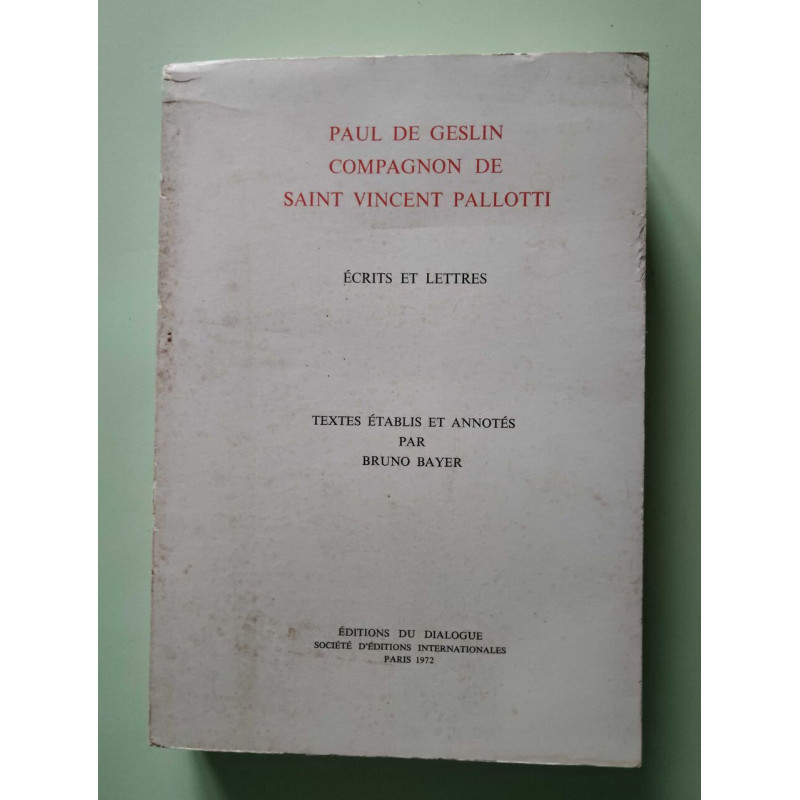 PAUL DE GESLIN
COMPAGNON DE
SAINT VINCENT PALLOTTI
ÉCRITS ET LETTRES
TEXTES ÉTABLIS ET ANNOTÉS
PAR
BRUNO BAYER
ÉDITIONS DU DIALOGUE
SOCIÉTÉ D'ÉDITIONS INTERNATIONALES
PARIS 1972